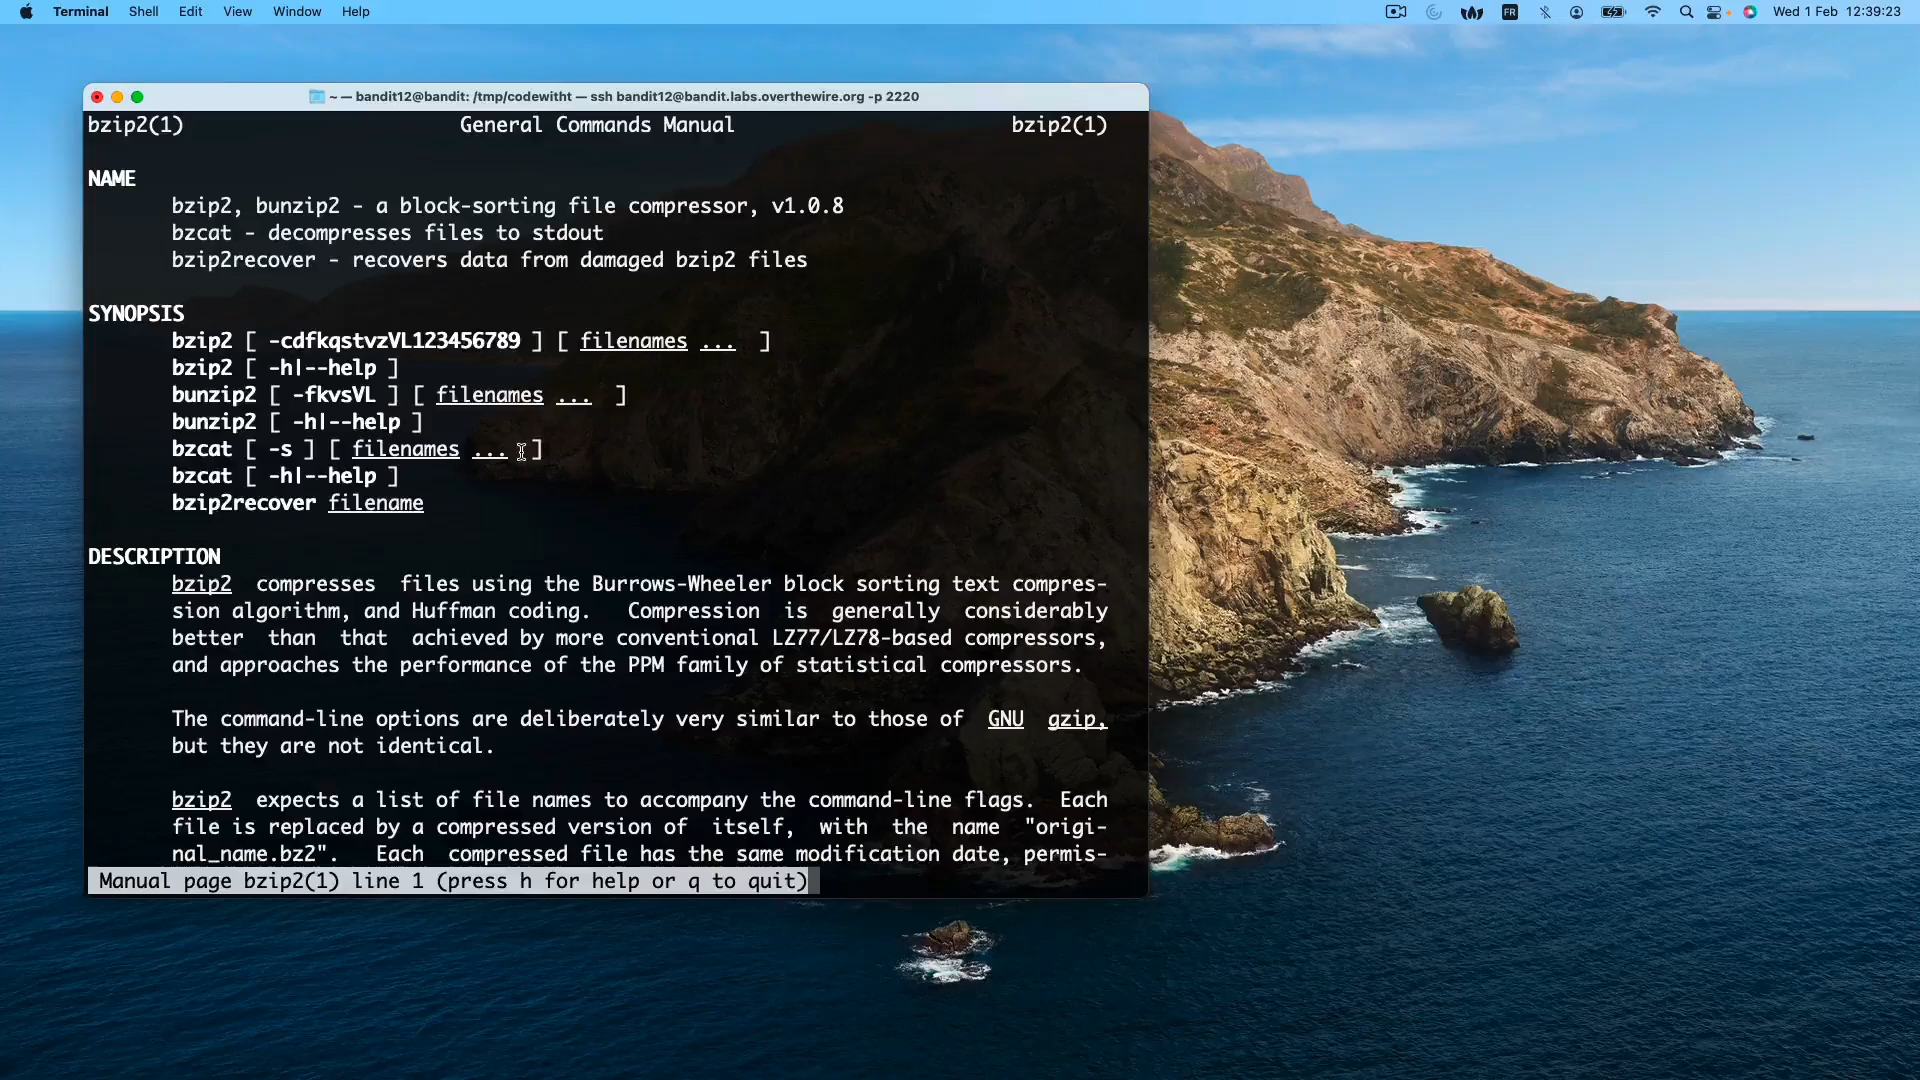 Terminal Shell Edit View Window Help FR Wed 1 Feb 12:39:23
~ — bandit12@bandit: /tmp/codewitht — ssh bandit12@bandit.labs.overthewire.org -p 2220
bzip2(1) General Commands Manual bzip2(1)
NAME
bzip2, bunzip2 - a block-sorting file compressor, v1.0.8
bzcat - decompresses files to stdout
bzip2recover - recovers data from damaged bzip2 files
SYNOPSIS
bzip2 [ -cdfkqstvzVL123456789 ] [ filenames ... ]
bzip2 [ -h|--help ]
bunzip2 [ -fkvsVL ] [ filenames ... ]
bunzip2 [ -h|--help ]
bzcat [ -s ] [ filenames ... ]
bzcat [ -h|--help ]
bzip2recover filename
DESCRIPTION
bzip2 compresses files using the Burrows-Wheeler block sorting text compres-
sion algorithm, and Huffman coding. Compression is generally considerably
better than that achieved by more conventional LZ77/LZ78-based compressors,
and approaches the performance of the PPM family of statistical compressors.
The command-line options are deliberately very similar to those of GNU gzip,
but they are not identical.
bzip2 expects a list of file names to accompany the command-line flags. Each
file is replaced by a compressed version of itself, with the name "origi-
nal_name.bz2". Each compressed file has the same modification date, permis-
Manual page bzip2(1) line 1 (press h for help or q to quit)